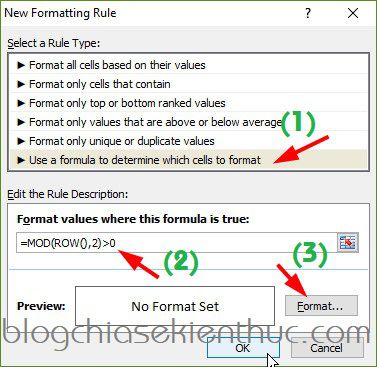 New Formatting Rule
Select a Rule Type:
► Format all cells based on their values
► Format only cells that contain
► Format only top or bottom ranked values
► Format only values that are above or below average
(1)
► Format only unique or duplicate values
► Use a formula to determine which cells to format
Edit the Rule Description:
Format values where this formula is true:
=MOD(ROW(),2)>0
(2)
(3)
Preview:
No Format Set
Format...
blogchiasekienthuc.com
OK
Cancel